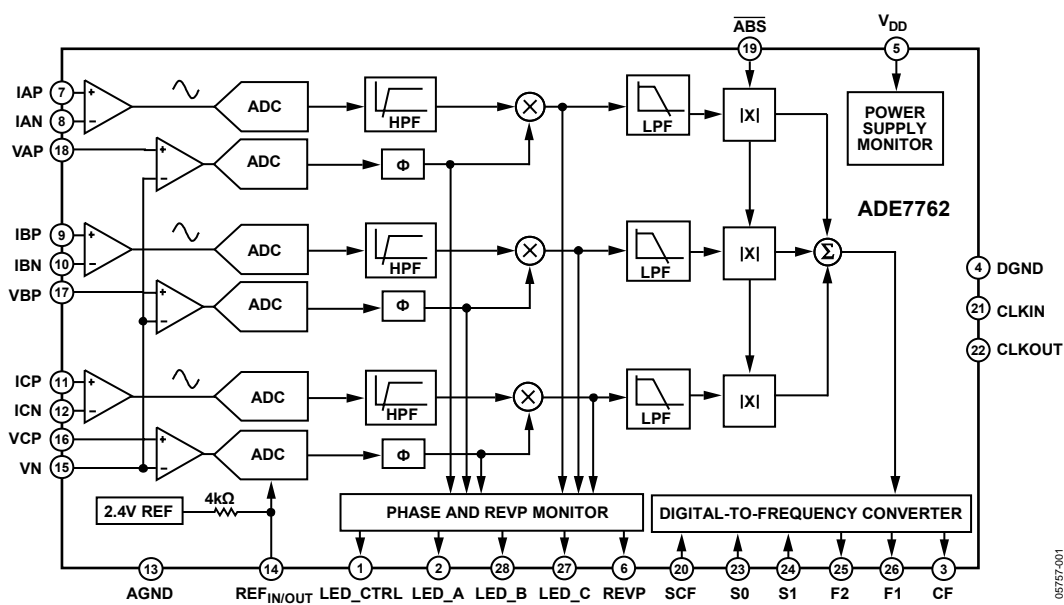 ABS
VDD
19
5
IAP 7 + ADC HPF × LPF |X| POWER SUPPLY MONITOR
IAN 8 –
VAP 18 + – ADC Φ
ADE7762
IBP 9 + ADC HPF × LPF |X| Σ
IBN 10 –
VBP 17 + – ADC Φ
4 DGND
21 CLKIN
22 CLKOUT
ICP 11 + ADC HPF × LPF |X|
ICN 12 –
VCP 16 + ADC Φ
VN 15 –
2.4V REF 4kΩ PHASE AND REVP MONITOR DIGITAL-TO-FREQUENCY CONVERTER
13 14 1 2 28 27 6 20 23 24 25 26 3
AGND REFIN/OUT LED_CTRL LED_A LED_B LED_C REVP SCF S0 S1 F2 F1 CF
05757-001